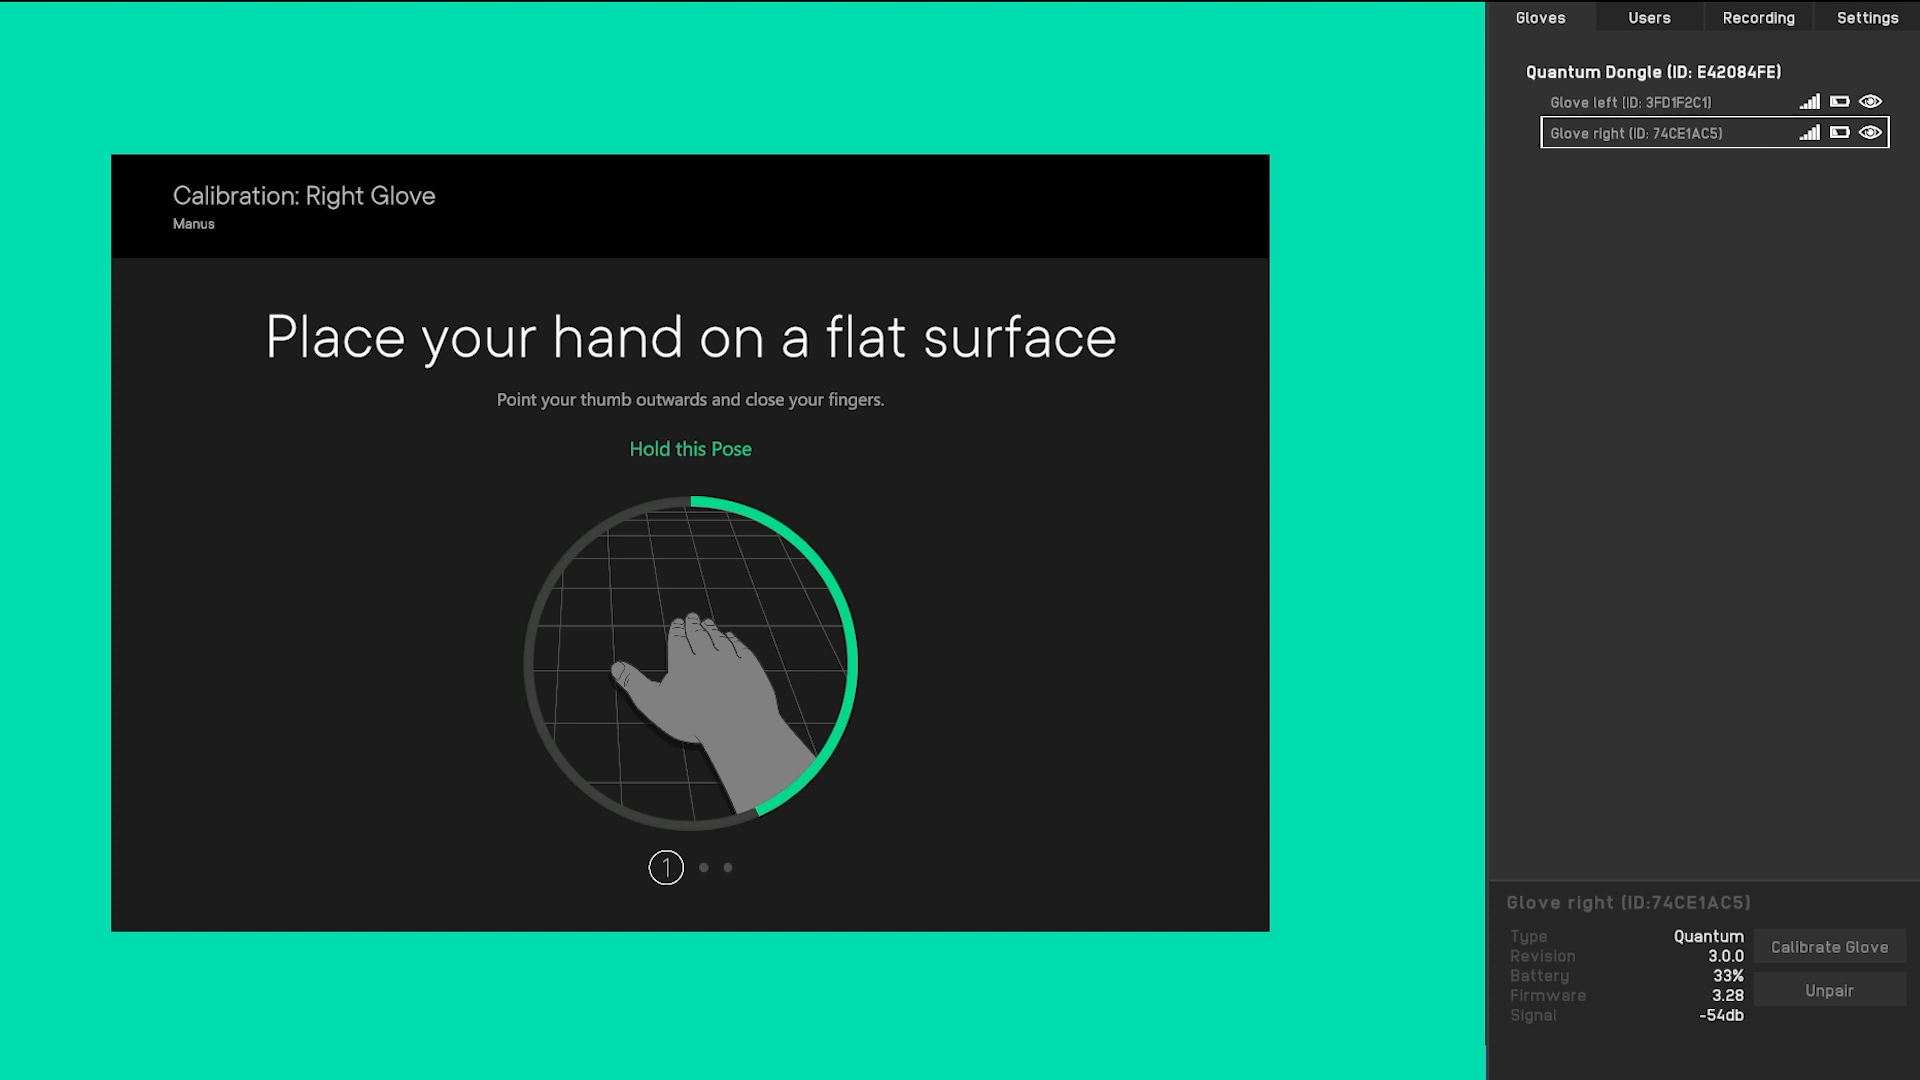 Gloves Users Recording Settings
Quantum Dongle (ID: E42084FE)
Glove left (ID: 3FD1F2C1)
Glove right (ID: 74CE1AC5)
Calibration: Right Glove
Manus
Place your hand on a flat surface
Point your thumb outwards and close your fingers.
Hold this Pose
1
Glove right (ID:74CE1AC5)
Type Quantum
Revision 3.0.0
Battery 33%
Firmware 3.28
Signal -54db
Calibrate Glove
Unpair